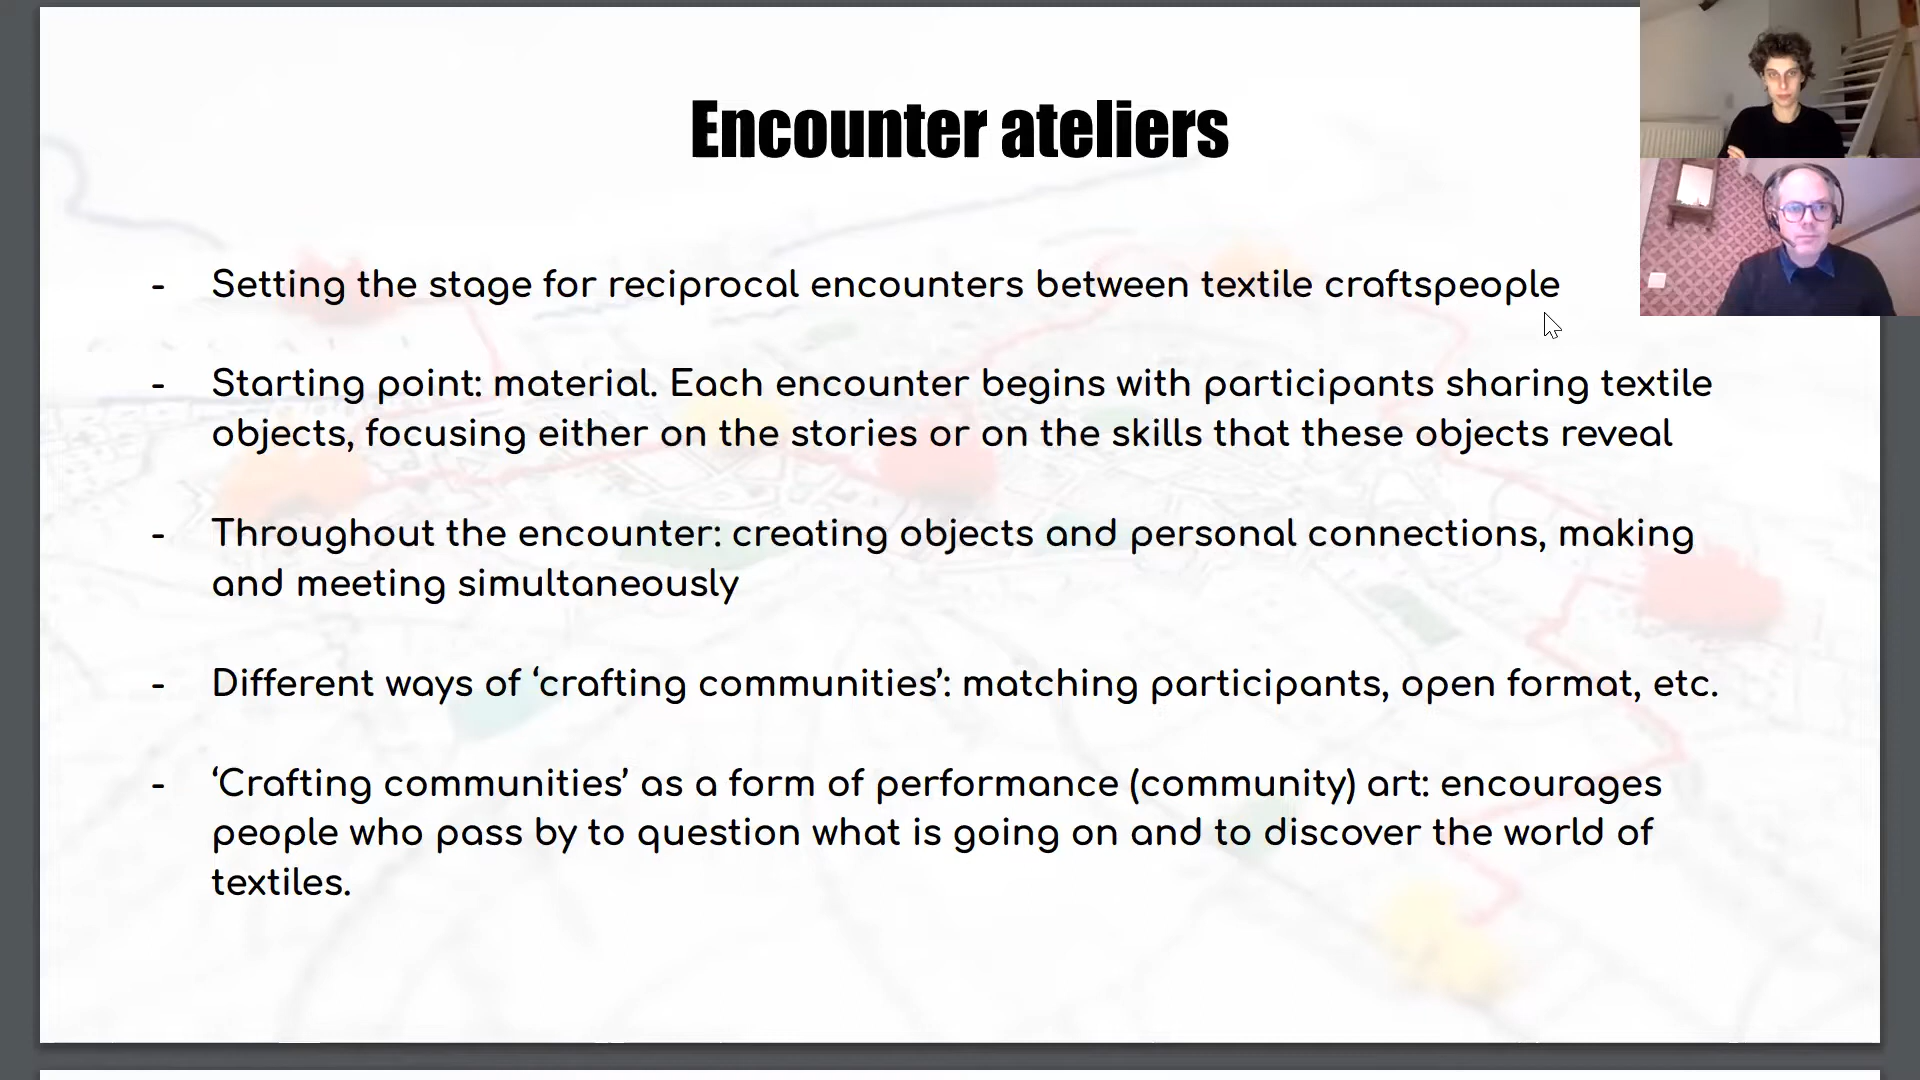 Encounter ateliers
- Setting the stage for reciprocal encounters between textile craftspeople
- Starting point: material. Each encounter begins with participants sharing textile
objects, focusing either on the stories or on the skills that these objects reveal
- Throughout the encounter: creating objects and personal connections, making
and meeting simultaneously
- Different ways of ‘crafting communities’: matching participants, open format, etc.
- ‘Crafting communities’ as a form of performance (community) art: encourages
people who pass by to question what is going on and to discover the world of
textiles.